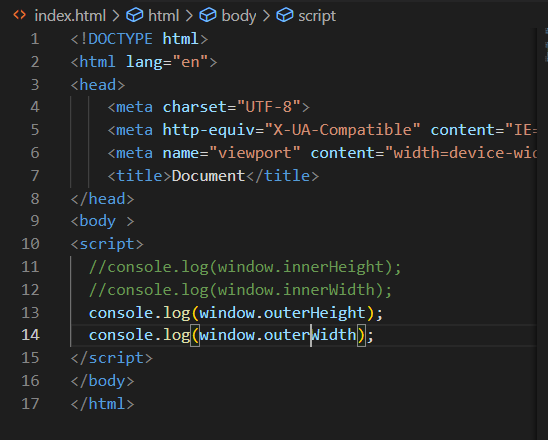 index.html > html > body > script
1 <!DOCTYPE html>
2 <html lang="en">
3 <head>
4 <meta charset="UTF-8">
5 <meta http-equiv="X-UA-Compatible" content="IE=
6 <meta name="viewport" content="width=device-wid
7 <title>Document</title>
8 </head>
9 <body >
10 <script>
11 //console.log(window.innerHeight);
12 //console.log(window.innerWidth);
13 console.log(window.outerHeight);
14 console.log(window.outerWidth);
15 </script>
16 </body>
17 </html>